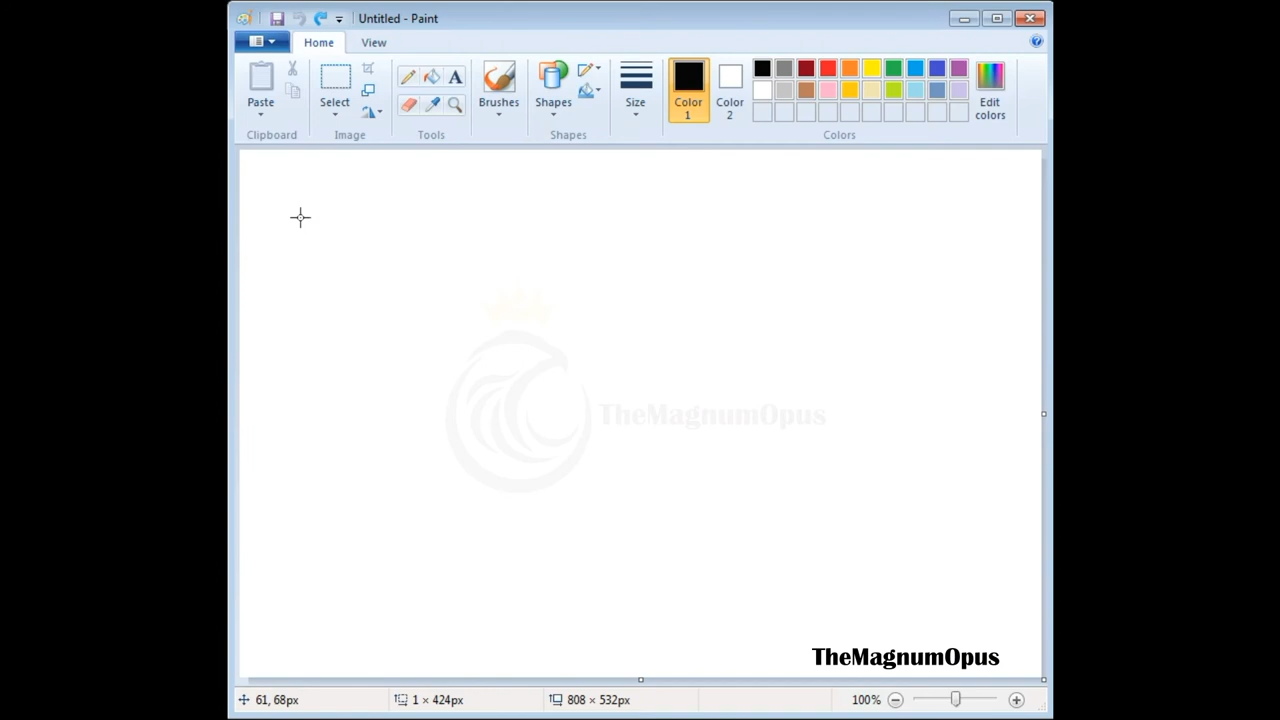 Untitled - Paint
Home View
Paste
Select
Brushes
Shapes
Size
Color 1
Color 2
Edit colors
Clipboard
Image
Tools
Shapes
Colors
TheMagnumOpus
TheMagnumOpus
61, 68px
1 × 424px
808 × 532px
100%